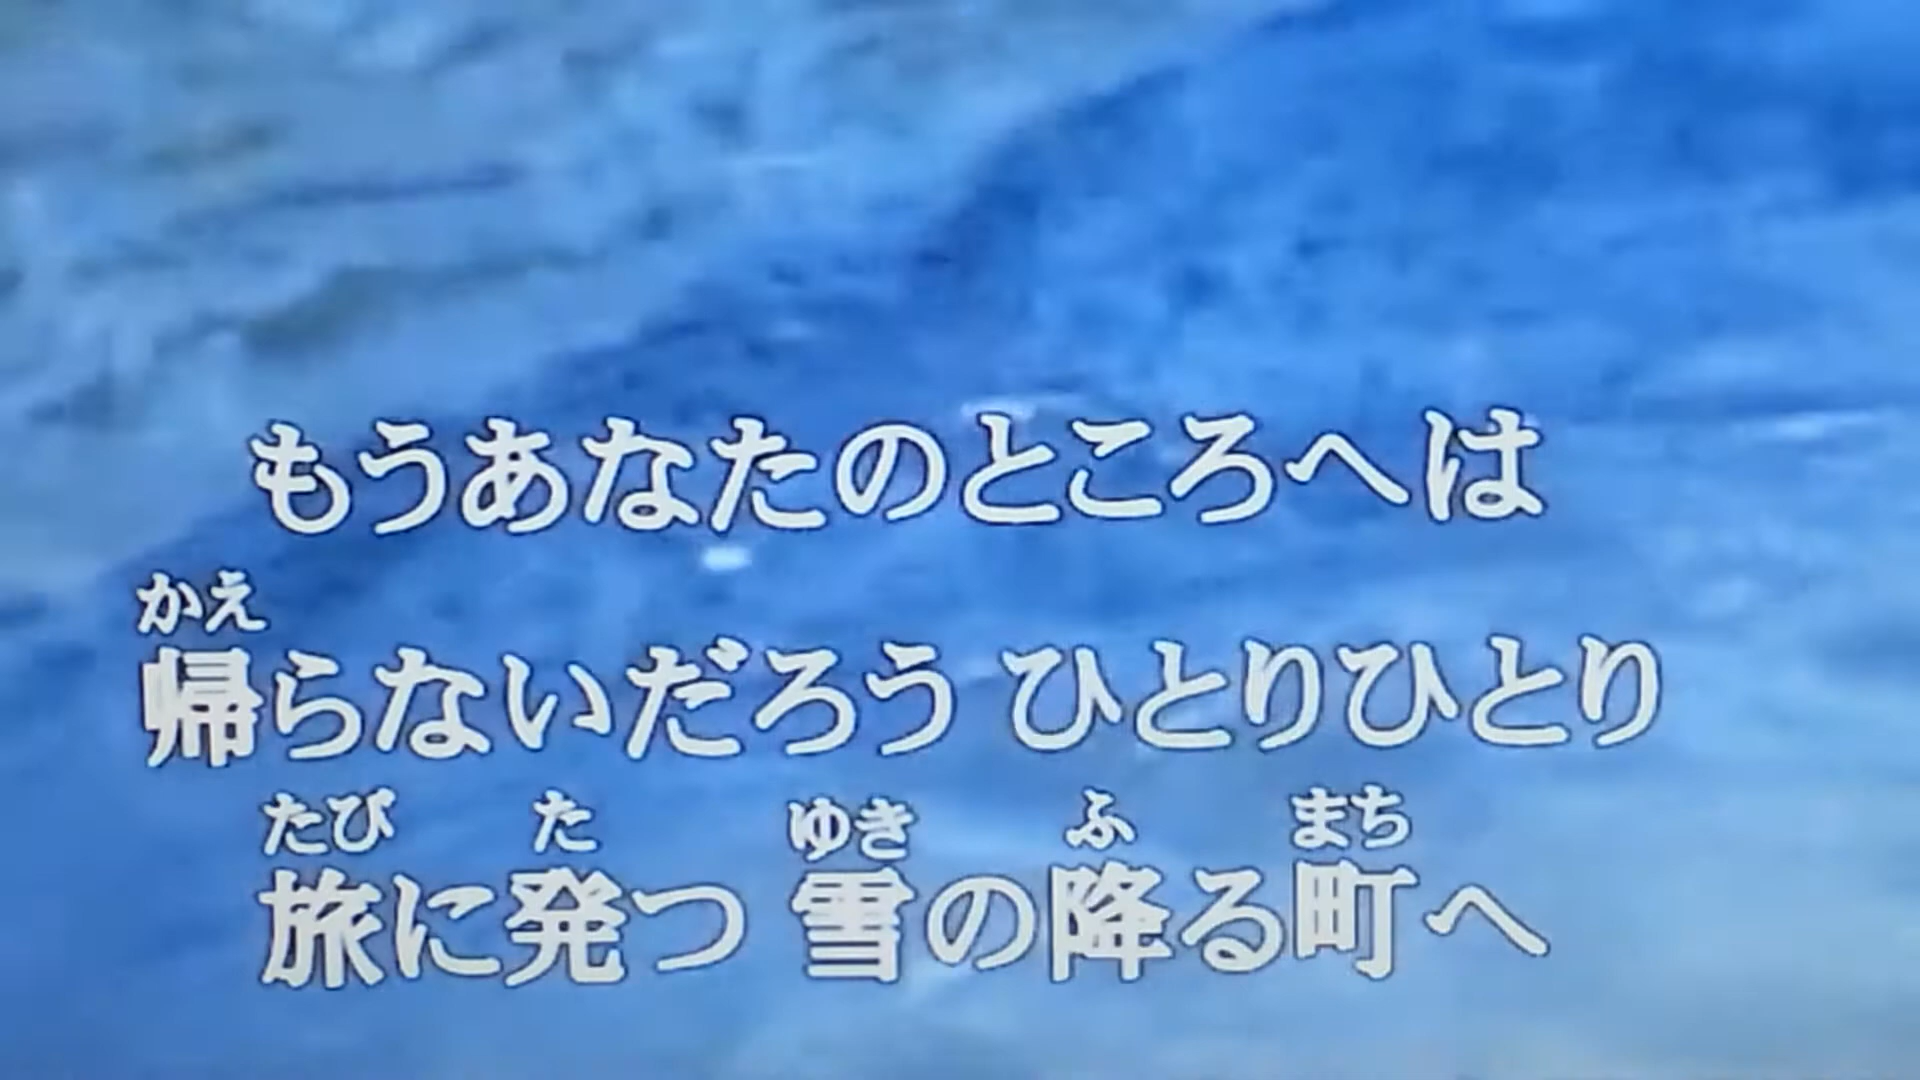 もうあなたのところへは
かえ
帰らないだろう ひとりひとり
たび た ゆき ふ まち
旅に発つ 雪の降る町へ